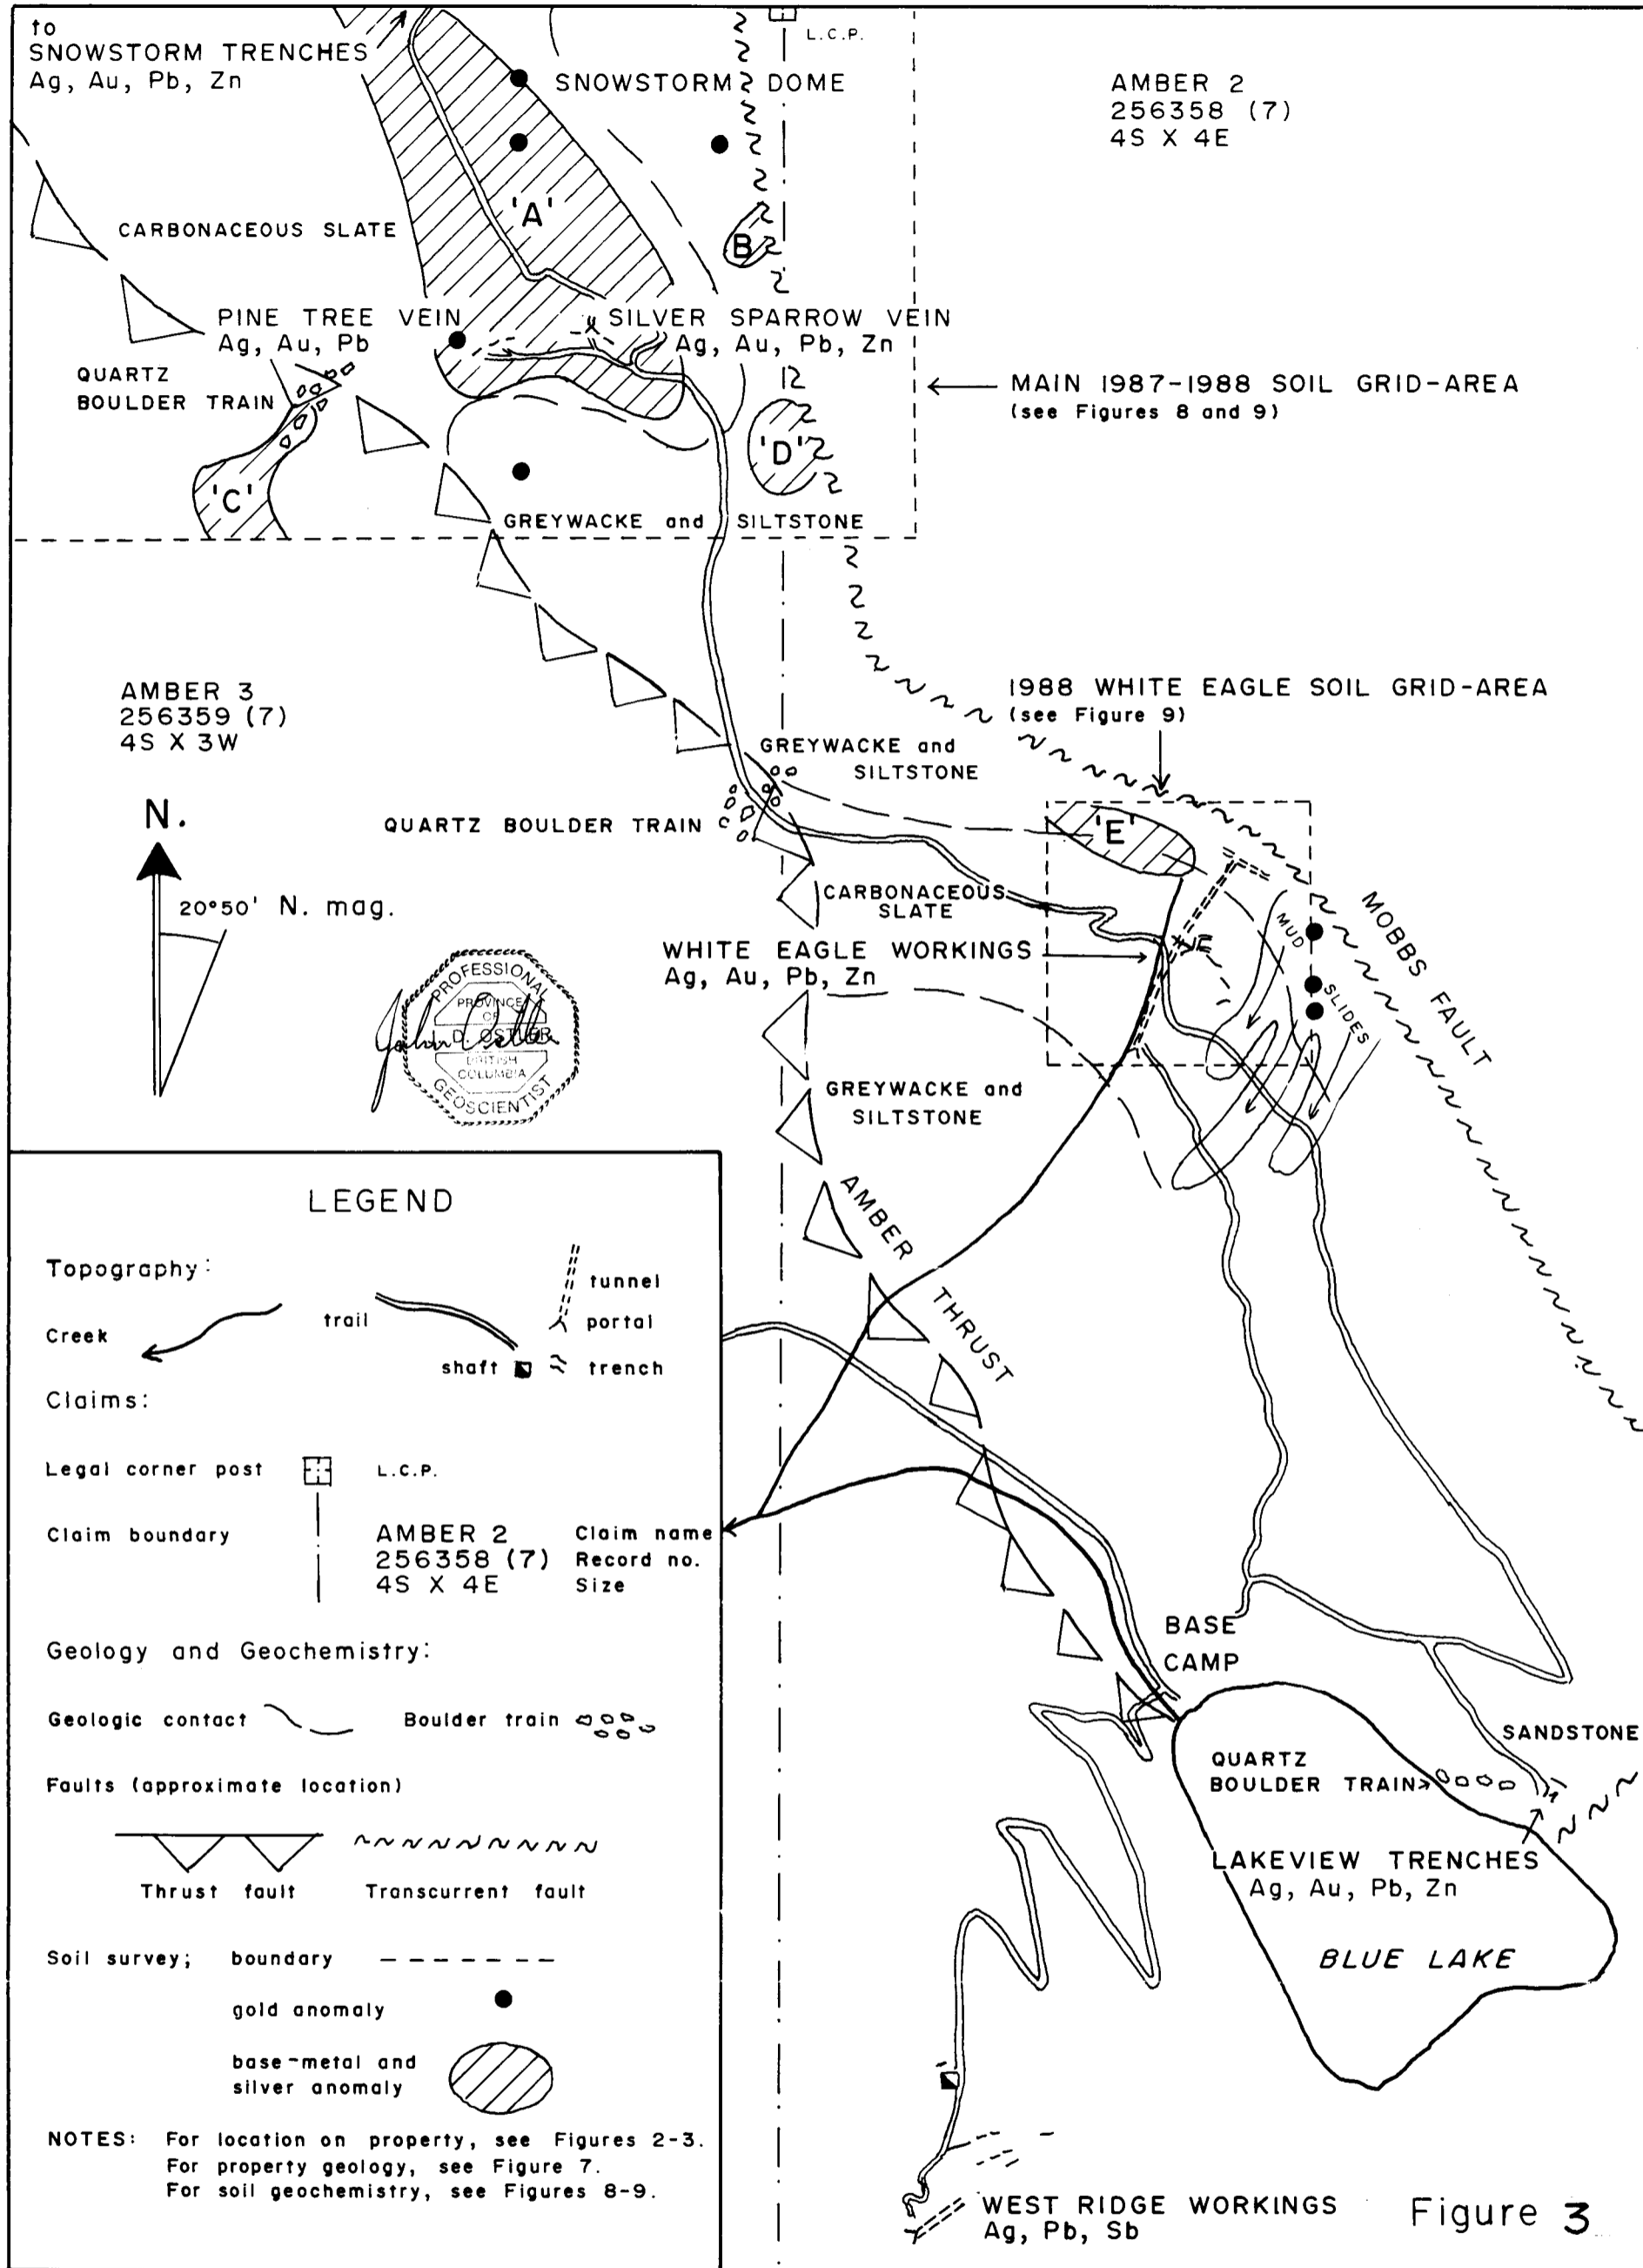 to
SNOWSTORM TRENCHES
Ag, Au, Pb, Zn
L.C.P.
SNOWSTORM DOME
AMBER 2
256358 (7)
4S X 4E
'A'
CARBONACEOUS SLATE
B
PINE TREE VEIN
Ag, Au, Pb
SILVER SPARROW VEIN
Ag, Au, Pb, Zn
QUARTZ
BOULDER TRAIN
MAIN 1987-1988 SOIL GRID-AREA
(see Figures 8 and 9)
'D'
'C'
GREYWACKE and SILTSTONE
AMBER 3
256359 (7)
4S X 3W
1988 WHITE EAGLE SOIL GRID-AREA
(see Figure 9)
GREYWACKE and
SILTSTONE
N.
QUARTZ BOULDER TRAIN
'E'
20°50' N. mag.
CARBONACEOUS
SLATE
MUD
SLIDES
MOBBS FAULT
WHITE EAGLE WORKINGS
Ag, Au, Pb, Zn
PROFESSIONAL
PROVINCE
OF
D. OSTLER
BRITISH
COLUMBIA
GEOSCIENTIST
GREYWACKE and
SILTSTONE
AMBER THRUST
LEGEND
Topography:
Creek
trail
tunnel
portal
shaft
trench
Claims:
Legal corner post
L.C.P.
Claim boundary
AMBER 2 Claim name
256358 (7) Record no.
4S X 4E Size
Geology and Geochemistry:
Geologic contact
Boulder train
Faults (approximate location)
Thrust fault
Transcurrent fault
Soil survey; boundary
gold anomaly
base-metal and
silver anomaly
NOTES: For location on property, see Figures 2-3.
For property geology, see Figure 7.
For soil geochemistry, see Figures 8-9.
BASE
CAMP
SANDSTONE
QUARTZ
BOULDER TRAIN
LAKEVIEW TRENCHES
Ag, Au, Pb, Zn
BLUE LAKE
WEST RIDGE WORKINGS
Ag, Pb, Sb
Figure 3